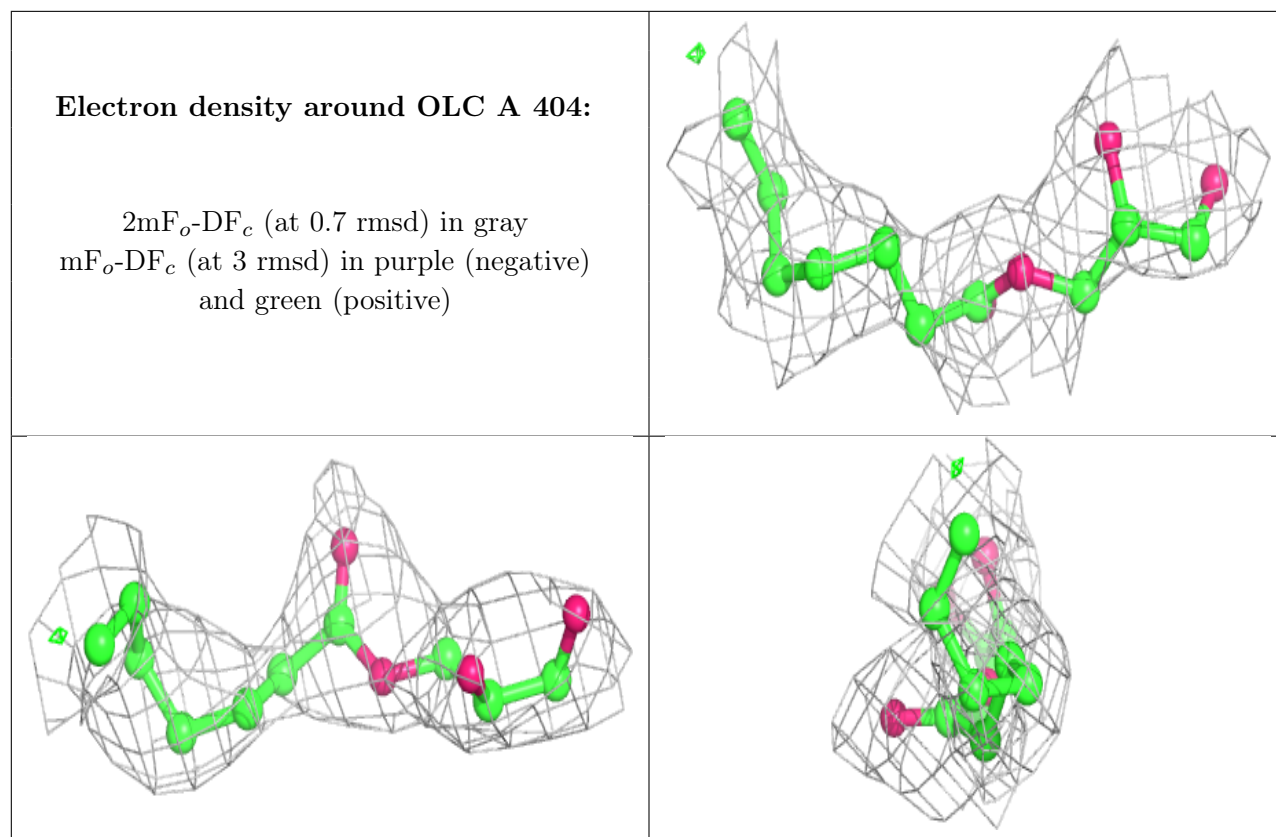 Electron density around OLC A 404:
2mFo-DFc (at 0.7 rmsd) in gray
mFo-DFc (at 3 rmsd) in purple (negative)
and green (positive)